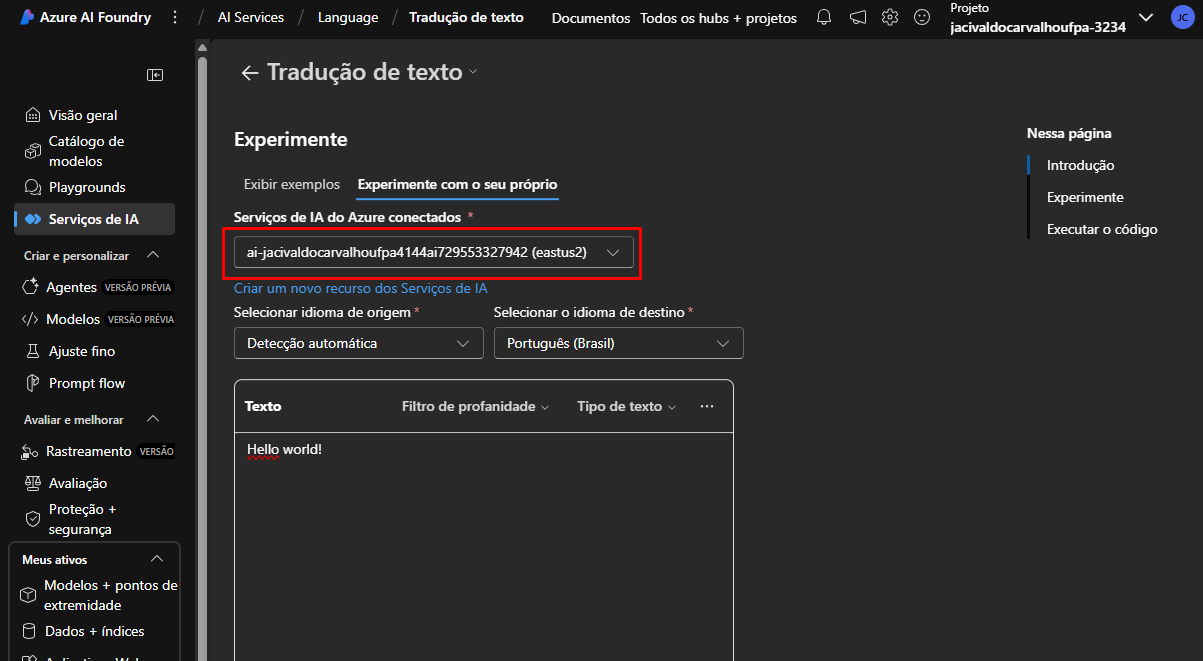 Azure AI Foundry
/ AI Services / Language / Tradução de texto
Documentos
Todos os hubs + projetos
Projeto
jacivaldocarvalhoufpa-3234
JC
Visão geral
Catálogo de
modelos
Playgrounds
Serviços de IA
Criar e personalizar
Agentes VERSÃO PRÉVIA
Modelos VERSÃO PRÉVIA
Ajuste fino
Prompt flow
Avaliar e melhorar
Rastreamento VERSÃO
Avaliação
Proteção +
segurança
Meus ativos
Modelos + pontos de
extremidade
Dados + índices
Tradução de texto
Experimente
Exibir exemplos
Experimente com o seu próprio
Serviços de IA do Azure conectados *
ai-jacivaldocarvalhoufpa4144ai729553327942 (eastus2)
Criar um novo recurso dos Serviços de IA
Selecionar idioma de origem *
Selecionar o idioma de destino *
Detecção automática
Português (Brasil)
Texto
Filtro de profanidade
Tipo de texto
Hello world!
Nessa página
Introdução
Experimente
Executar o código